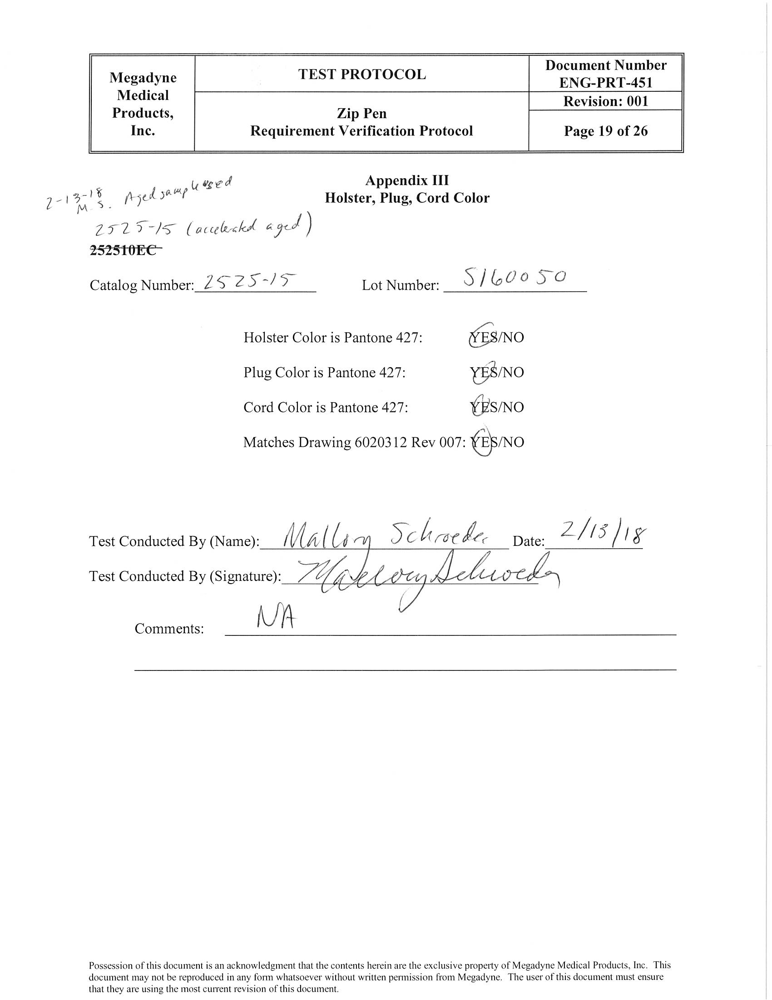 Megadyne
Medical
Products,
Inc.
TEST PROTOCOL
Zip Pen
Requirement Verification Protocol
Document Number
ENG-PRT-451
Revision: 001
Page 19 of 26
Appendix III
Holster, Plug, Cord Color
2-13-18 Aged sample used
M.S.
2525-15 (accelerated aged)
252510EC
Catalog Number: 2525-15 Lot Number: S160050
Holster Color is Pantone 427: YES/NO
Plug Color is Pantone 427: YES/NO
Cord Color is Pantone 427: YES/NO
Matches Drawing 6020312 Rev 007: YES/NO
Test Conducted By (Name): Mallory Schroeder Date: 2/13/18
Test Conducted By (Signature): Mallory Schroeder
Comments: NA
Possession of this document is an acknowledgment that the contents herein are the exclusive property of Megadyne Medical Products, Inc. This
document may not be reproduced in any form whatsoever without written permission from Megadyne. The user of this document must ensure
that they are using the most current revision of this document.